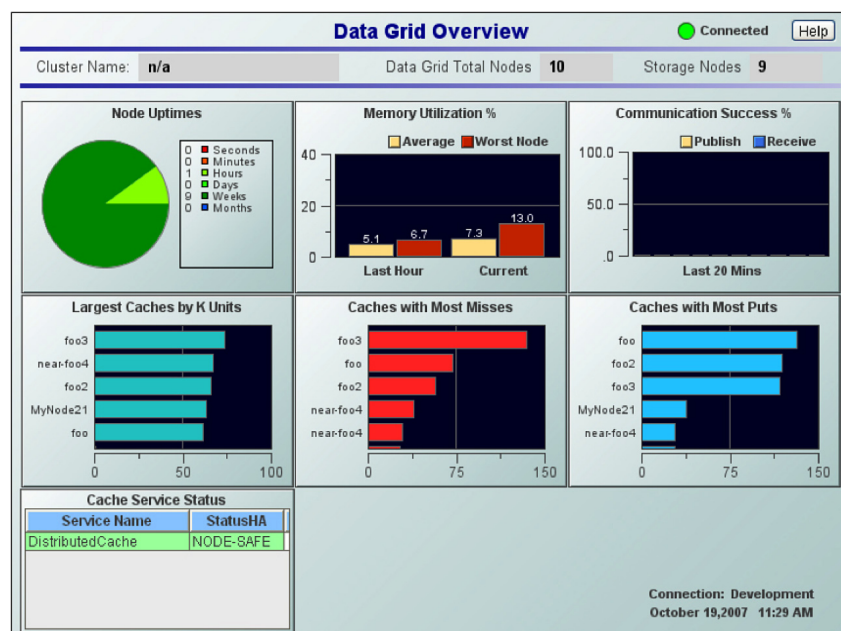 Data Grid Overview
Connected
Help
Cluster Name: n/a
Data Grid Total Nodes 10
Storage Nodes 9
Node Uptimes
0 Seconds
0 Minutes
1 Hours
0 Days
9 Weeks
0 Months
Memory Utilization %
Average Worst Node
40
20
0
5.1
6.7
7.3
13.0
Last Hour
Current
Communication Success %
Publish Receive
100.0
50.0
.0
Last 20 Mins
Largest Caches by K Units
foo3
near-foo4
foo2
MyNode21
foo
0 50 100
Caches with Most Misses
foo3
foo
foo2
near-foo4
near-foo4
0 75 150
Caches with Most Puts
foo
foo2
foo3
MyNode21
near-foo4
0 75 150
Cache Service Status
Service Name StatusHA
DistributedCache NODE-SAFE
Connection: Development
October 19,2007 11:29 AM